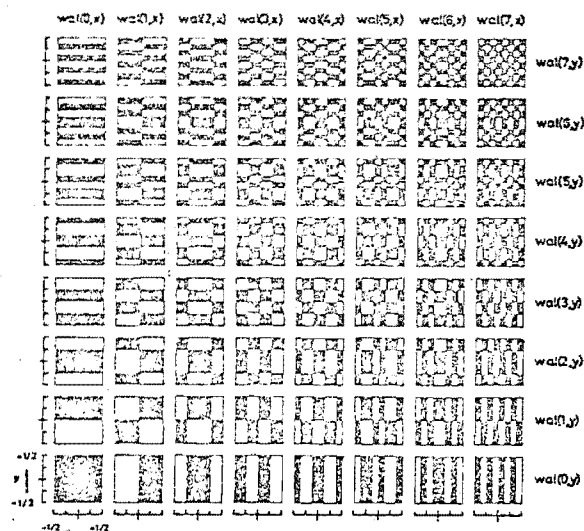 wal(0,x) wal(1,x) wal(2,x) wal(3,x) wal(4,x) wal(5,x) wal(6,x) wal(7,x)
wal(7,y)
wal(6,y)
wal(5,y)
wal(4,y)
wal(3,y)
wal(2,y)
wal(1,y)
+1/2
y
-1/2
wal(0,y)
-1/2 +1/2